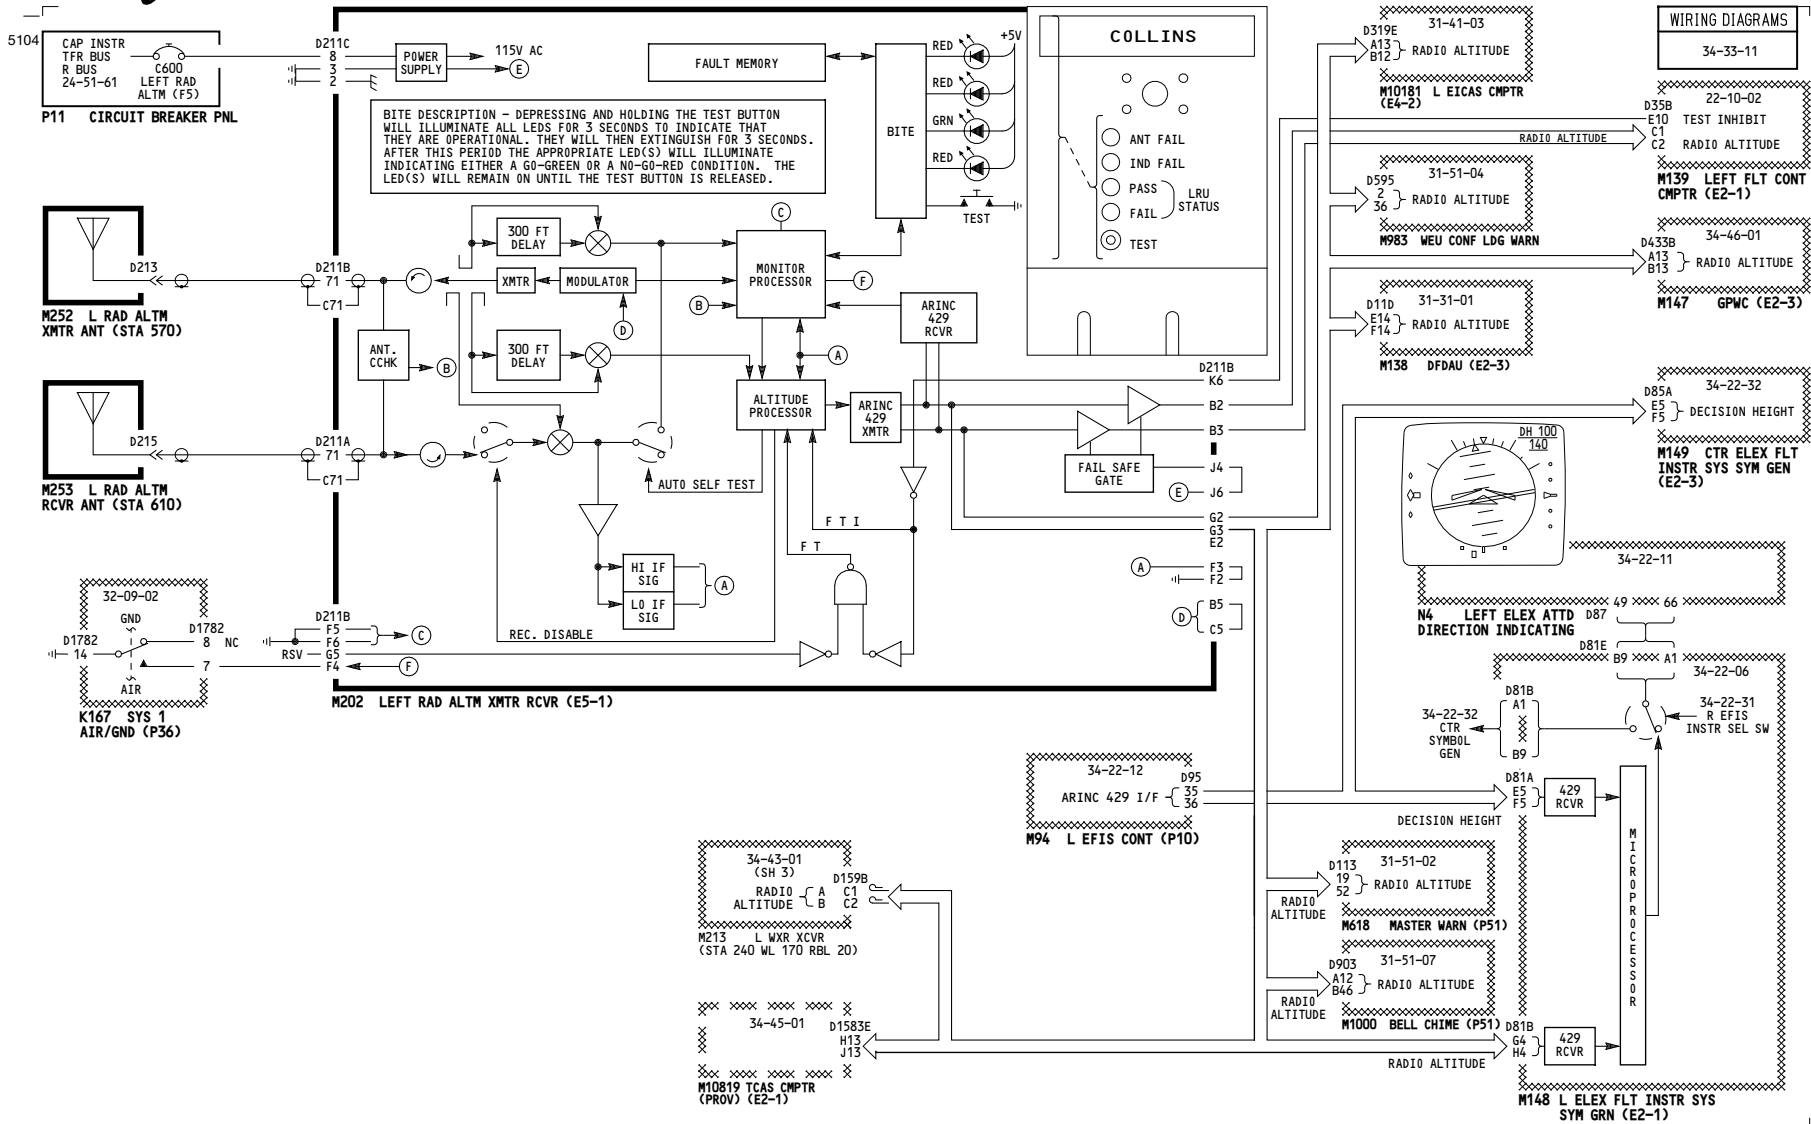 5104
CAP INSTR
TFR BUS
R BUS
24-51-61
C600
LEFT RAD
ALTM (F5)
P11 CIRCUIT BREAKER PNL
D211C
8
3
2
POWER
SUPPLY
115V AC
E
FAULT MEMORY
BITE DESCRIPTION - DEPRESSING AND HOLDING THE TEST BUTTON
WILL ILLUMINATE ALL LEDS FOR 3 SECONDS TO INDICATE THAT
THEY ARE OPERATIONAL. THEY WILL THEN EXTINGUISH FOR 3 SECONDS.
AFTER THIS PERIOD THE APPROPRIATE LED(S) WILL ILLUMINATE
INDICATING EITHER A GO-GREEN OR A NO-GO-RED CONDITION. THE
LED(S) WILL REMAIN ON UNTIL THE TEST BUTTON IS RELEASED.
BITE
RED
RED
GRN
RED
+5V
TEST
COLLINS
ANT FAIL
IND FAIL
PASS
FAIL
LRU
STATUS
TEST
31-41-03
D319E
A13
B12
RADIO ALTITUDE
M10181 L EICAS CMPTR
(E4-2)
WIRING DIAGRAMS
34-33-11
22-10-02
D35B
E10
C1
C2
TEST INHIBIT
RADIO ALTITUDE
RADIO ALTITUDE
M139 LEFT FLT CONT
CMPTR (E2-1)
31-51-04
D595
2
36
RADIO ALTITUDE
M983 WEU CONF LDG WARN
34-46-01
D433B
A13
B13
RADIO ALTITUDE
M147 GPWC (E2-3)
31-31-01
D11D
E14
F14
RADIO ALTITUDE
M138 DFDAU (E2-3)
34-22-32
D85A
E5
F5
DECISION HEIGHT
M149 CTR ELEX FLT
INSTR SYS SYM GEN
(E2-3)
D213
M252 L RAD ALTM
XMTR ANT (STA 570)
D211B
71
C71
D215
M253 L RAD ALTM
RCVR ANT (STA 610)
D211A
71
C71
ANT.
CCHK
B
300 FT
DELAY
XMTR
MODULATOR
D
300 FT
DELAY
C
MONITOR
PROCESSOR
F
B
A
ARINC
429
RCVR
ALTITUDE
PROCESSOR
ARINC
429
XMTR
AUTO SELF TEST
F T I
F T
HI IF
SIG
LO IF
SIG
A
REC. DISABLE
FAIL SAFE
GATE
D211B
K6
B2
B3
J4
E
J6
G2
G3
E2
A
F3
F2
D
B5
C5
DH 100
140
34-22-11
N4 LEFT ELEX ATTD
DIRECTION INDICATING
D87
49
66
32-09-02
GND
D1782
14
D1782
8 NC
7
AIR
K167 SYS 1
AIR/GND (P36)
D211B
F5
F6
C
RSV
G5
F4
F
M202 LEFT RAD ALTM XMTR RCVR (E5-1)
D81E
B9
A1
34-22-06
D81B
A1
B9
34-22-32
CTR
SYMBOL
GEN
34-22-31
R EFIS
INSTR SEL SW
34-22-12
ARINC 429 I/F
D95
35
36
M94 L EFIS CONT (P10)
D81A
E5
F5
429
RCVR
DECISION HEIGHT
MICROPROCESSOR
34-43-01
(SH 3)
RADIO
ALTITUDE
A
B
D159B
C1
C2
M213 L WXR XCVR
(STA 240 WL 170 RBL 20)
31-51-02
D113
19
52
RADIO ALTITUDE
RADIO
ALTITUDE
M618 MASTER WARN (P51)
31-51-07
D903
A12
B46
RADIO ALTITUDE
RADIO
ALTITUDE
M1000 BELL CHIME (P51)
34-45-01
D1583E
H13
J13
M10819 TCAS CMPTR
(PROV) (E2-1)
D81B
G4
H4
429
RCVR
RADIO ALTITUDE
M148 L ELEX FLT INSTR SYS
SYM GRN (E2-1)